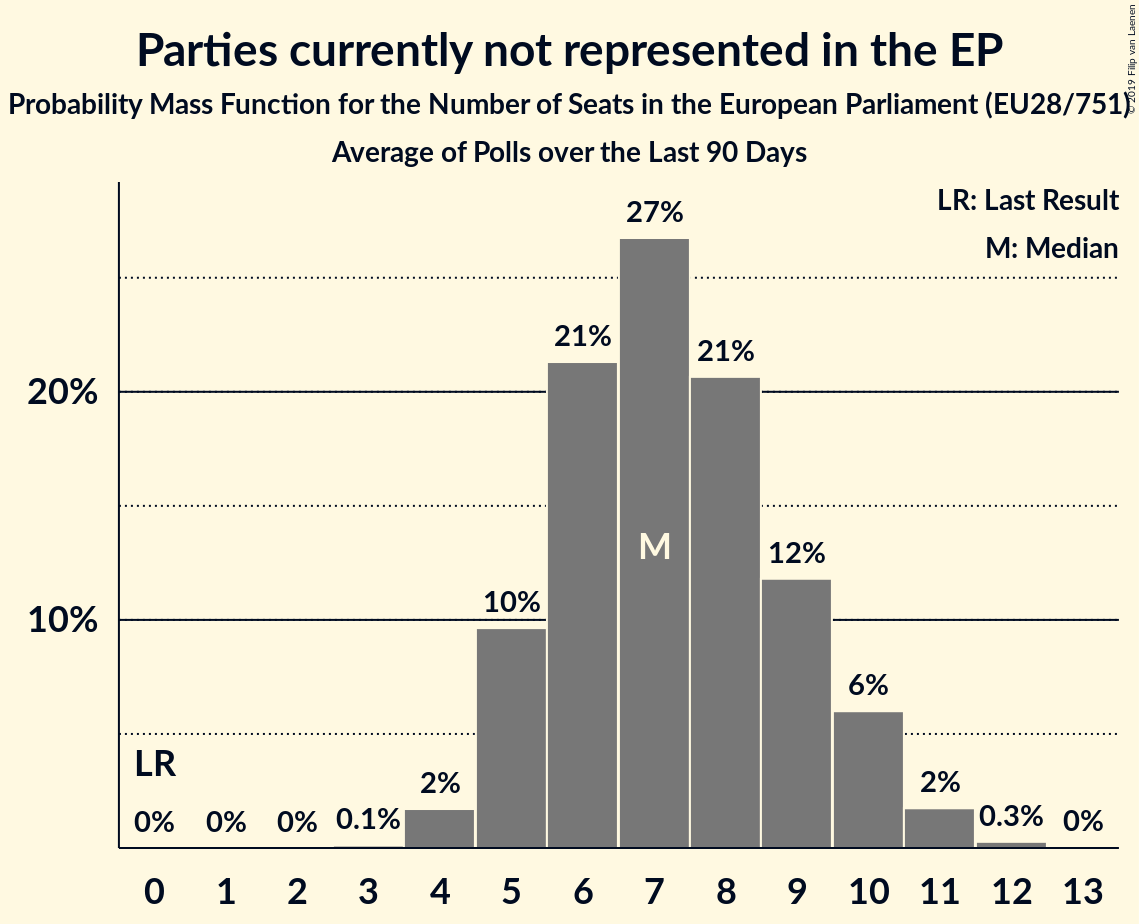 Parties currently not represented in the EP
Probability Mass Function for the Number of Seats in the European Parliament (EU28/751)
Average of Polls over the Last 90 Days
© 2019 Filip van Laenen
LR: Last Result
M: Median
27%
21%
21%
20%
M
12%
10%
10%
6%
LR
2%
2%
0%
0%
0%
0.1%
0.3%
0%
0 1 2 3 4 5 6 7 8 9 10 11 12 13